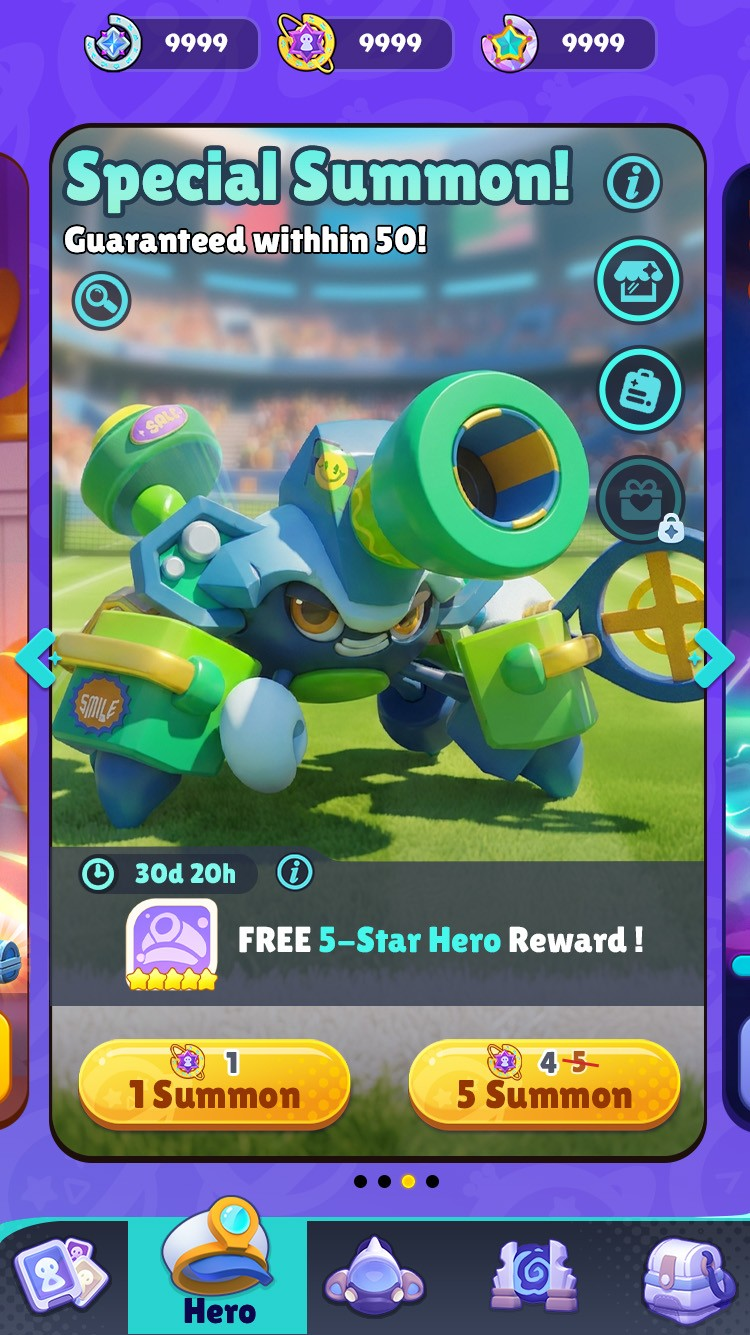 9999 9999 9999
Special Summon!
Guaranteed withhin 50!
SALE
SMILE
30d 20h
FREE 5-Star Hero Reward !
1
1 Summon
4 5
5 Summon
Hero